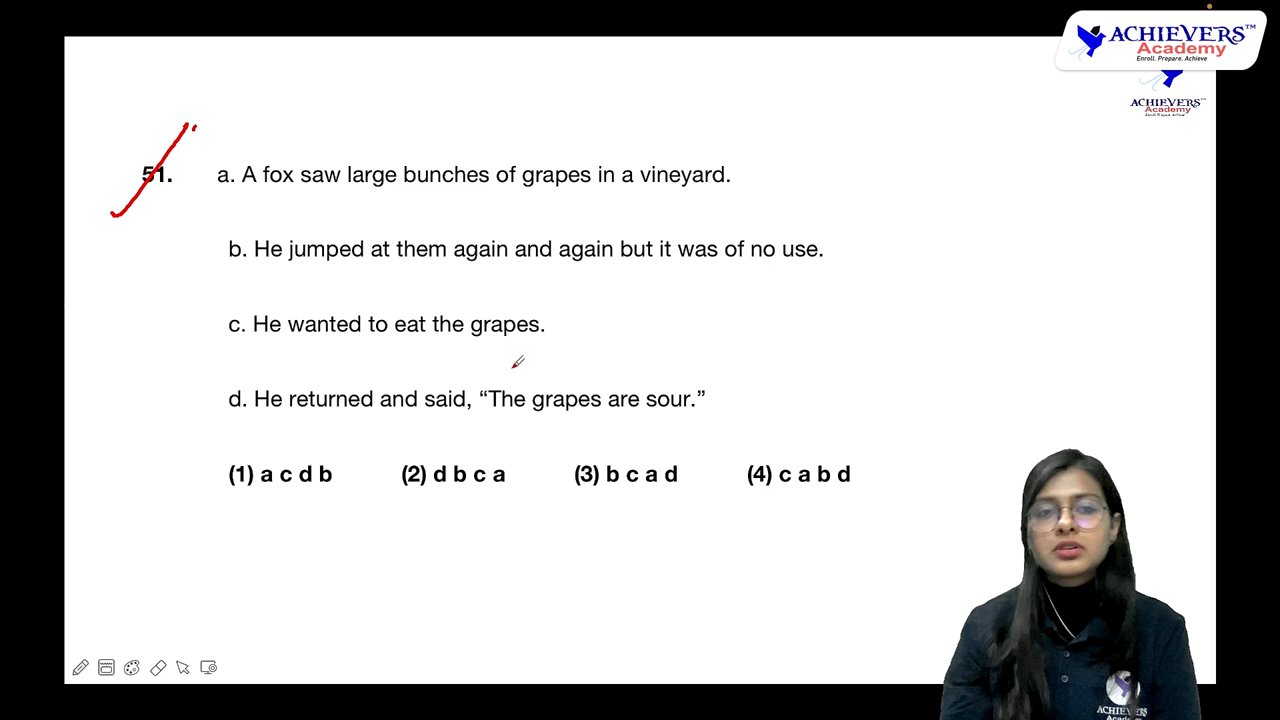 ACHIEVERS™
Academy
Enroll. Prepare. Achieve
ACHIEVERS™
Academy
51. a. A fox saw large bunches of grapes in a vineyard.
b. He jumped at them again and again but it was of no use.
c. He wanted to eat the grapes.
d. He returned and said, “The grapes are sour.”
(1) a c d b (2) d b c a (3) b c a d (4) c a b d